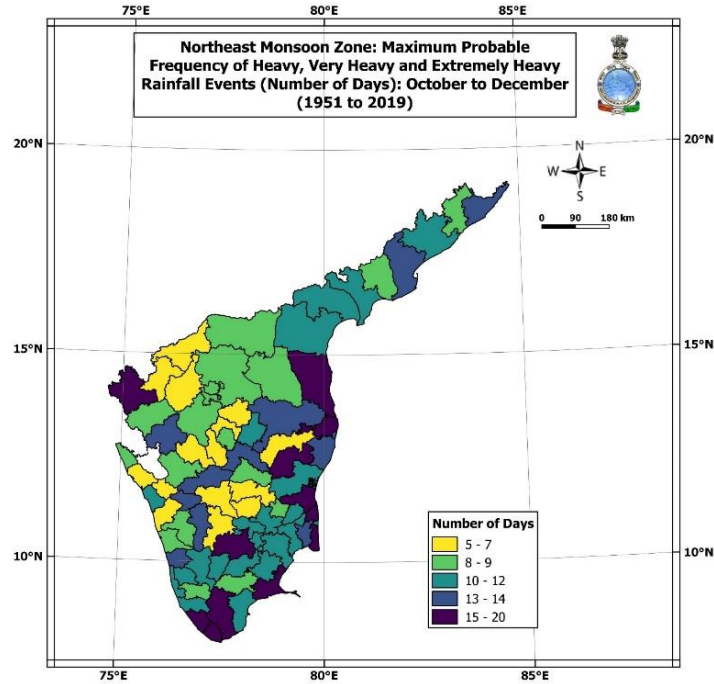 75°E 80°E 85°E
Northeast Monsoon Zone: Maximum Probable
Frequency of Heavy, Very Heavy and Extremely Heavy
Rainfall Events (Number of Days): October to December
(1951 to 2019)
20°N 20°N
N
W E
S
0 90 180 km
15°N 15°N
Number of Days
5 - 7
8 - 9
10 - 12
13 - 14
15 - 20
10°N 10°N
75°E 80°E 85°E